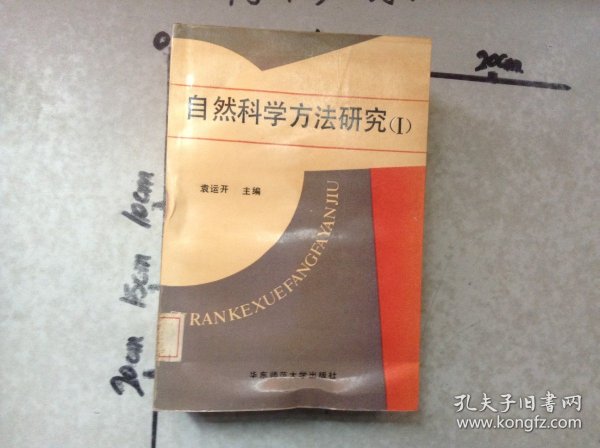 20cm
10cm
15cm
20cm
自然科学方法研究(I)
袁运开 主编
RANKEXUEFANGFAYANJIU
华东师范大学出版社
孔夫子旧书网
www.kongfz.com